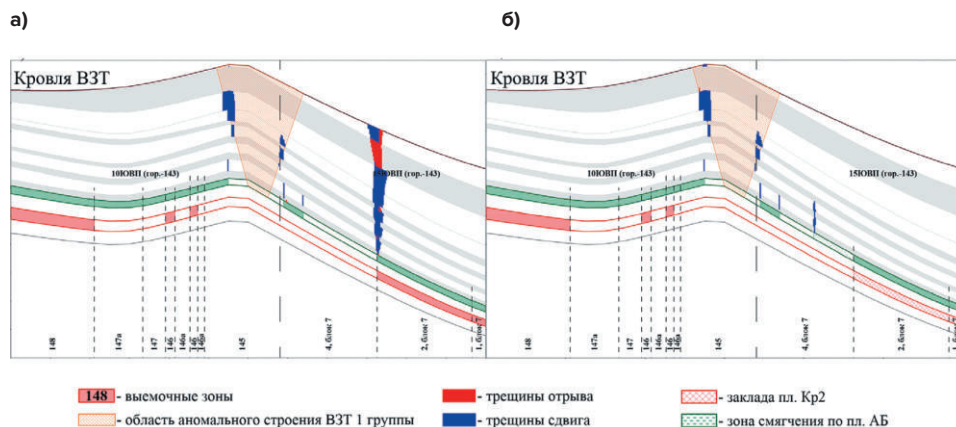 а)
б)
Кровля ВЗТ
Кровля ВЗТ
10ЮВП (гор.-143)
ЮВП (гор.-143)
10ЮВП (гор.-143)
15ЮВП (гор.-143)
148
147а
147
146
146а
145
4, блок 7
2, блок 7
1, блок 7
148
147а
147
146
146а
145
4, блок 7
2, блок 7
148 - выемочные зоны
- трещины отрыва
- заклада пл. Кр2
- область аномального строения ВЗТ 1 группы
- трещины сдвига
- зона смягчения по пл. АБ